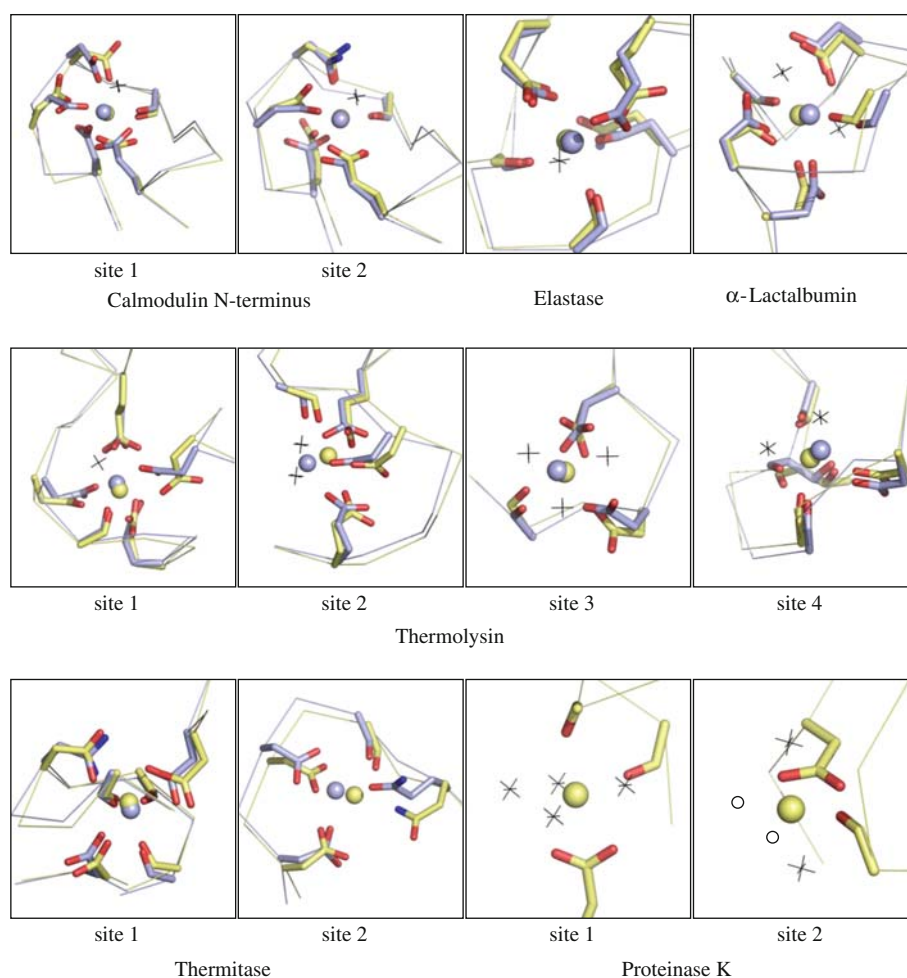 site 1 site 2
Calmodulin N-terminus Elastase α-Lactalbumin
site 1 site 2 site 3 site 4
Thermolysin
site 1 site 2 site 1 site 2
Thermitase Proteinase K